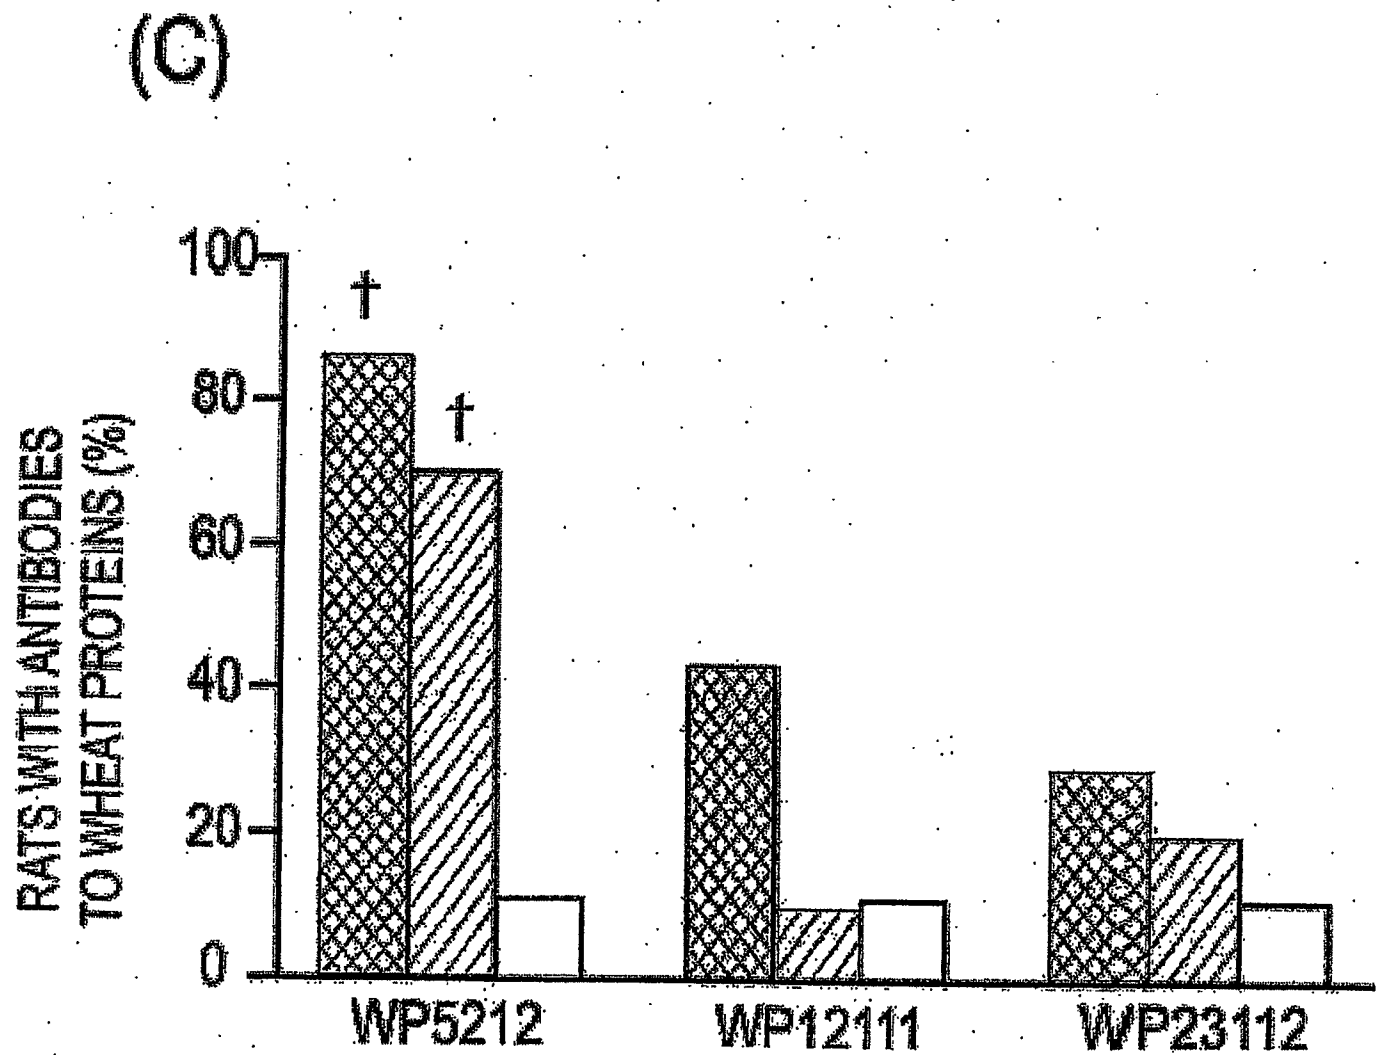 (C)
100
80
60
40
20
0
RATS WITH ANTIBODIES
TO WHEAT PROTEINS (%)
†
†
WP5212
WP12111
WP23112